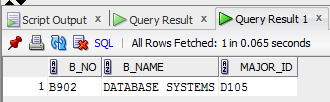 Script Output Query Result Query Result 1
SQL All Rows Fetched: 1 in 0.065 seconds
B_NO B_NAME MAJOR_ID
1 B902 DATABASE SYSTEMS D105